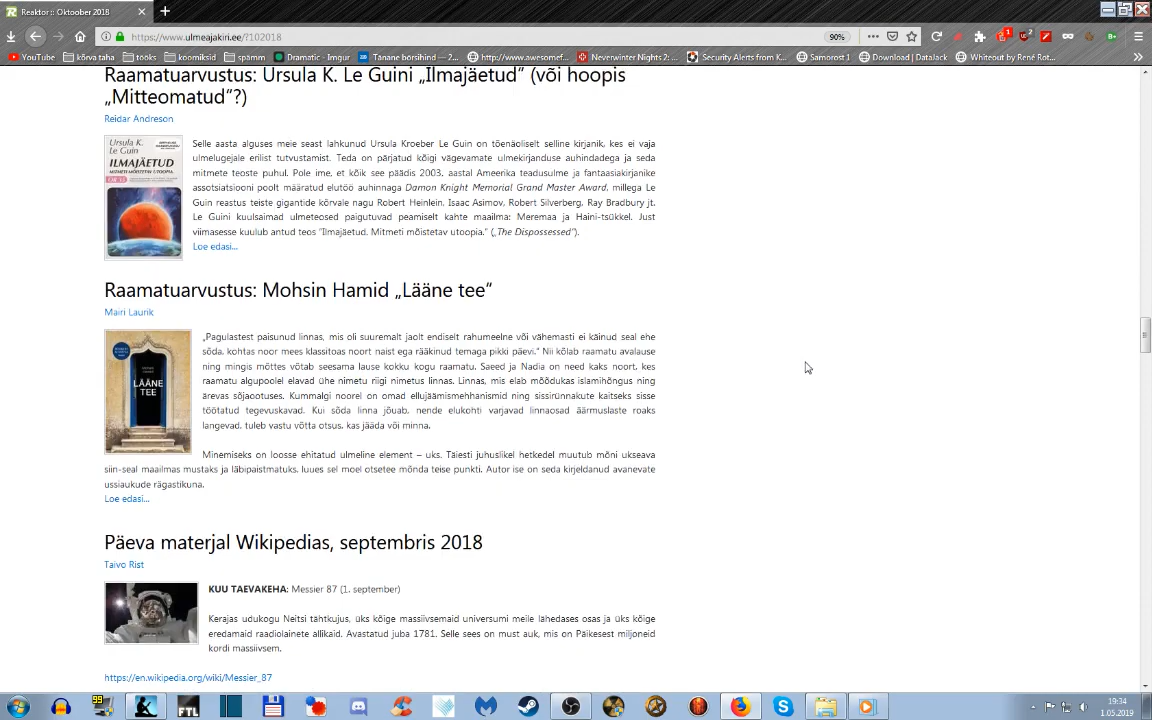 Reaktor :: Oktoober 2018
https://www.ulmeajakiri.ee/?102018
90%
YouTube
kõrva taha
tööks
koomiksid
spämm
Dramatic - Imgur
Tänane börsihind — 2...
http://www.awesomef...
Neverwinter Nights 2: ...
Security Alerts from K...
Samorost 1
Download | DataJack
Whiteout by René Rot...
Raamatuarvustus: Ursula K. Le Guini „Ilmajäetud“ (või hoopis
„Mitteomatud“?)
Reidar Andreson
Ursula K.
Le Guin
ILMAJÄETUD
MITMETI MÕISTETAV UTOOPIA
Selle aasta alguses meie seast lahkunud Ursula Kroeber Le Guin on tõenäoliselt selline kirjanik, kes ei vaja
ulmelugejale erilist tutvustamist. Teda on pärjatud kõigi vägevamate ulmekirjanduse auhindadega ja seda
mitmete teoste puhul. Pole ime, et kõik see päädis 2003. aastal Ameerika teadusulme ja fantaasiakirjanike
assotsiatsiooni poolt määratud elutöö auhinnaga Damon Knight Memorial Grand Master Award, millega Le
Guin reastus teiste gigantide kõrvale nagu Robert Heinlein, Isaac Asimov, Robert Silverberg, Ray Bradbury jt.
Le Guini kuulsaimad ulmeteosed paigutuvad peamiselt kahte maailma: Meremaa ja Haini-tsükkel. Just
viimasesse kuulub antud teos “Ilmajäetud. Mitmeti mõistetav utoopia.” („The Dispossessed“).
Loe edasi...
Raamatuarvustus: Mohsin Hamid „Lääne tee“
Mairi Laurik
LÄÄNE
TEE
„Pagulastest paisunud linnas, mis oli suuremalt jaolt endiselt rahumeelne või vähemasti ei käinud seal ehe
sõda, kohtas noor mees klassitoas noort naist ega rääkinud temaga pikki päevi.“ Nii kõlab raamatu avalause
ning mingis mõttes võtab seesama lause kokku kogu raamatu. Saeed ja Nadia on need kaks noort, kes
raamatu algupoolel elavad ühe nimetu riigi nimetus linnas. Linnas, mis elab mõõdukas islamihõngus ning
ärevas sõjaootuses. Kummalgi noorel on omad ellujäämismehhanismid ning sissirünnakute kaitseks sisse
töötatud tegevuskavad. Kui sõda linna jõuab, nende elukohti varjavad linnaosad äärmuslaste roaks
langevad, tuleb vastu võtta otsus, kas jääda või minna.
Minemiseks on loosse ehitatud ulmeline element – uks. Täiesti juhuslikel hetkedel muutub mõni ukseava
siin-seal maailmas mustaks ja läbipaistmatuks, luues sel moel otsetee mõnda teise punkti. Autor ise on seda kirjeldanud avanevate
ussiaukude rägastikuna.
Loe edasi...
Päeva materjal Wikipedias, septembris 2018
Taivo Rist
KUU TAEVAKEHA: Messier 87 (1. september)
Kerajas udukogu Neitsi tähtkujus, üks kõige massiivsemaid universumi meile lähedases osas ja üks kõige
eredamaid raadiolainete allikaid. Avastatud juba 1781. Selle sees on must auk, mis on Päikesest miljoneid
kordi massiivsem.
https://en.wikipedia.org/wiki/Messier_87
FTL
19:34
1.05.2019